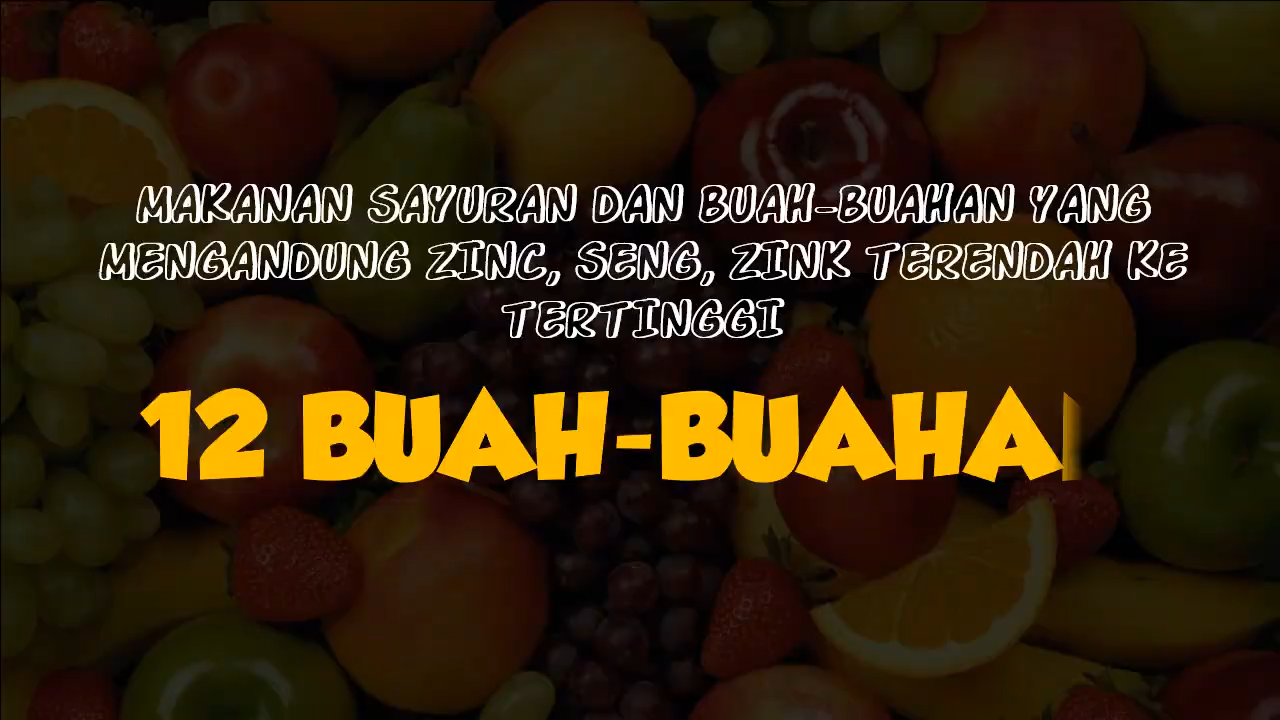 MAKANAN SAYURAN DAN BUAH-BUAHAN YANG
MENGANDUNG ZINC, SENG, ZINK TERENDAH KE
TERTINGGI
12 BUAH-BUAHA